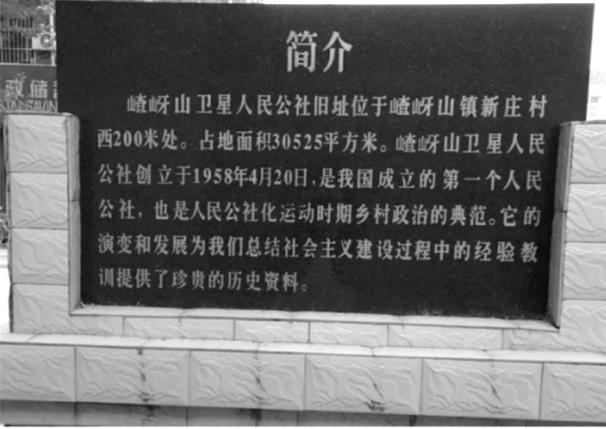 简介
嵖岈山卫星人民公社旧址位于嵖岈山镇新庄村
西200米处。占地面积30525平方米。嵖岈山卫星人民
公社创立于1958年4月20日,是我国成立的第一个人民
公社，也是人民公社化运动时期乡村政治的典范。它的
演变和发展为我们总结社会主义建设过程中的经验教
训提供了珍贵的历史资料。